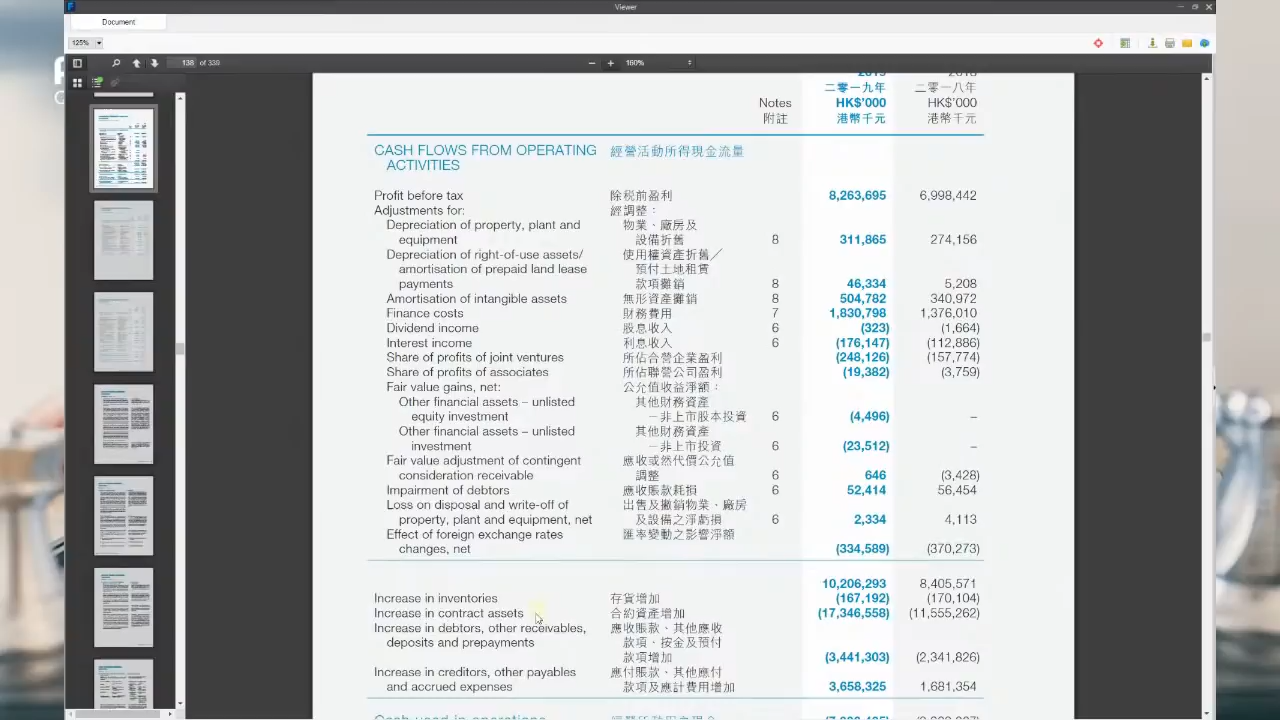 Viewer
Document
125%
138 of 339
160%
二零一九年 二零一八年
Notes HK$'000 HK$'000
附註 港幣千元 港幣千元
CASH FLOWS FROM OPERATING 經營活動所得現金流量
ACTIVITIES
Profit before tax 除税前盈利 8,263,695 6,998,442
Adjustments for: 經調整：
Depreciation of property, plant and 物業、廠房及
equipment 設備折舊 8 311,865 274,156
Depreciation of right-of-use assets/ 使用權資產折舊／
amortisation of prepaid land lease 預付土地租賃
payments 款項攤銷 8 46,334 5,208
Amortisation of intangible assets 無形資產攤銷 8 504,782 340,972
Finance costs 財務費用 7 1,830,798 1,376,010
Dividend income 股息收入 6 (323) (1,664)
Interest income 利息收入 6 (176,147) (112,886)
Share of profits of joint ventures 所佔合營企業盈利 (248,126) (157,774)
Share of profits of associates 所佔聯營公司盈利 (19,382) (3,759)
Fair value gains, net: 公允值收益淨額：
Other financial assets – unlisted 其他財務資產
equity investment －非上市股本投資 6 (4,496) –
Other financial assets – unlisted 其他財務資產
investment －非上市投資 6 (23,512) –
Fair value adjustment of contingent 應收或然代價公允值
consideration receivable 調整 6 646 (3,428)
Impairment of debtors 應收賬款耗損 6 52,414 56,454
Loss on disposal and write-off of 出售及撇銷物業、廠房
property, plant and equipment, net 及設備之淨虧損 6 2,334 4,113
Effect of foreign exchange rate 匯率變動之影響淨額
changes, net (334,589) (370,273)
10,206,293 8,405,571
Increase in inventories 存貨增加 (167,192) (170,104)
Increase in contract assets 合約資產增加 (17,346,558) (11,555,262)
Increase in debtors, other receivables, 應收賬款、其他應收
deposits and prepayments 款項、按金及預付
款項增加 (3,441,303) (2,341,826)
Increase in creditors, other payables 應付賬款、其他應付
and accrued expenses 款項及應計費用增加 3,658,325 1,681,354
Cash used in operations